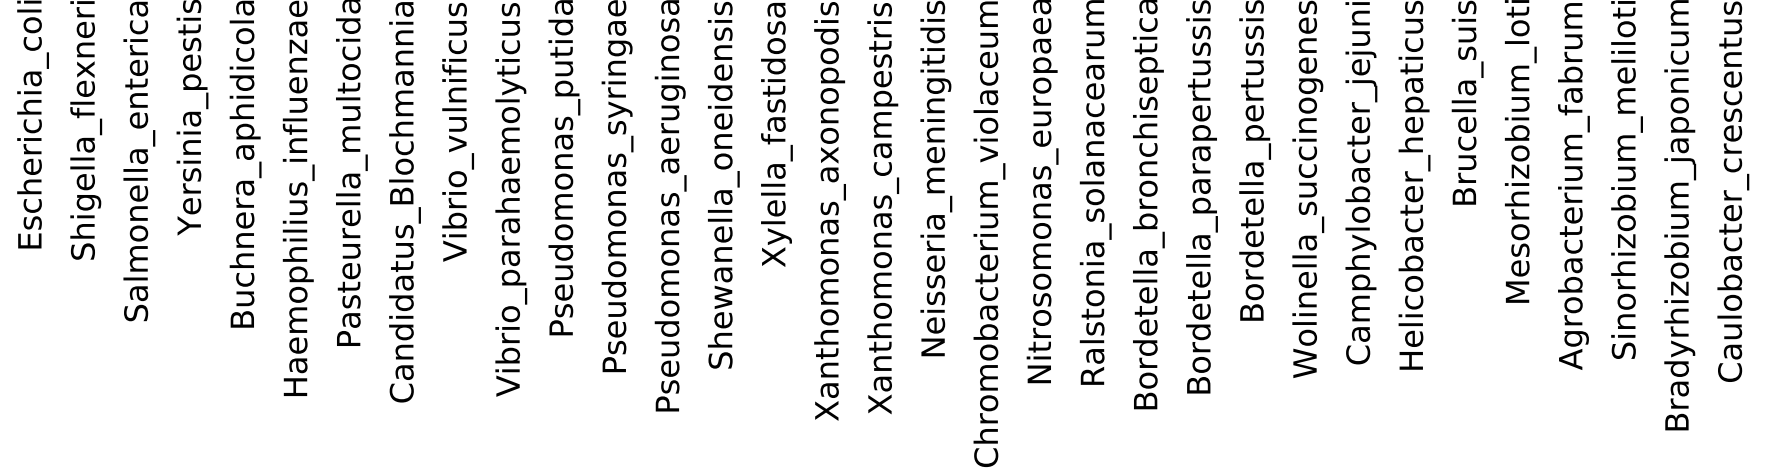 Escherichia_coli
Shigella_flexneri
Salmonella_enterica
Yersinia_pestis
Buchnera_aphidicola
Haemophilius_influenzae
Pasteurella_multocida
Candidatus_Blochmannia
Vibrio_vulnificus
Vibrio_parahaemolyticus
Pseudomonas_putida
Pseudomonas_syringae
Pseudomonas_aeruginosa
Shewanella_oneidensis
Xylella_fastidosa
Xanthomonas_axonopodis
Xanthomonas_campestris
Neisseria_meningitidis
Chromobacterium_violaceum
Nitrosomonas_europaea
Ralstonia_solanacearum
Bordetella_bronchiseptica
Bordetella_parapertussis
Bordetella_pertussis
Wolinella_succinogenes
Camphylobacter_jejuni
Helicobacter_hepaticus
Brucella_suis
Mesorhizobium_loti
Agrobacterium_fabrum
Sinorhizobium_meliloti
Bradyrhizobium_japonicum
Caulobacter_crescentus